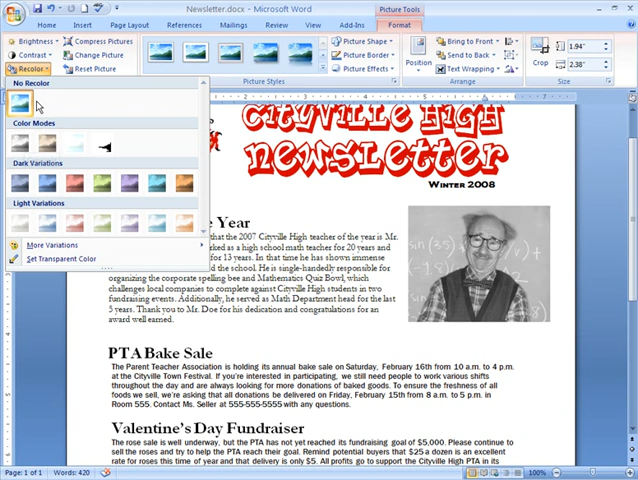 Newsletter.docx - Microsoft Word
Picture Tools
Home Insert Page Layout References Mailings Review View Add-Ins Format
Brightness Compress Pictures Picture Shape Bring to Front
Contrast Change Picture Picture Border Send to Back
Recolor Reset Picture Picture Effects Position Text Wrapping Crop 1.94" 2.38"
Picture Styles Arrange Size
No Recolor
Color Modes
Dark Variations
Light Variations
More Variations
Set Transparent Color
Cityville High
Newsletter
Winter 2008
e Year
that the 2007 Cityville High teacher of the year is Mr.
rked as a high school math teacher for 20 years and
for 13 years. In that time he has shown immense
d the school. He is single-handedly responsible for
organizing the corporate spelling bee and Mathematics Quiz Bowl, which
challenges local companies to complete against Cityville High students in two
fundraising events. Additionally, he served as Math Department head for the last
5 years. Thank you to Mr. Doe for his dedication and congratulations for an
award well earned.
PTA Bake Sale
The Parent Teacher Association is holding its annual bake sale on Saturday, February 16th from 10 a.m. to 4 p.m.
at the Cityville Town Festival. If you're interested in participating, we still need people to work various shifts
throughout the day and are always looking for more donations of baked goods. To ensure the freshness of all
foods we sell, we're asking that all donations be delivered on Friday, February 15th from 8 a.m. to 5 p.m. in
Room 555. Contact Ms. Seller at 555-555-5555 with any questions.
Valentine's Day Fundraiser
The rose sale is well underway, but the PTA has not yet reached its fundraising goal of $5,000. Please continue to
sell the roses and try to help the PTA reach their goal. Remind potential buyers that $25 a dozen is an excellent
rate for roses this time of year and that delivery is only $5. All profits go to support the Cityville High PTA in its
Page: 1 of 1 Words: 420 100%